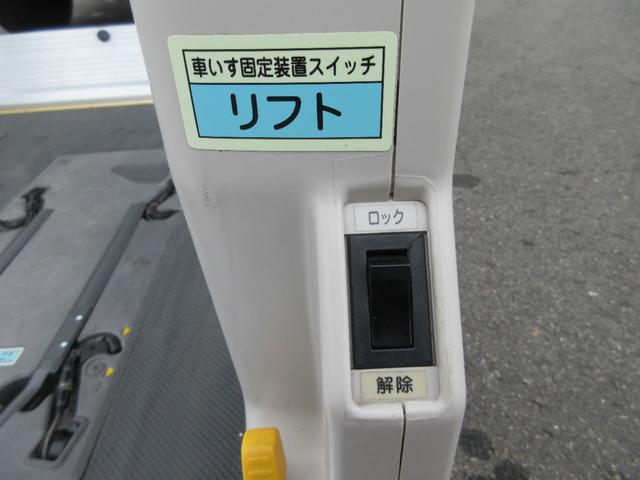 車いす固定装置スイッチ
リフト
ロック
解除